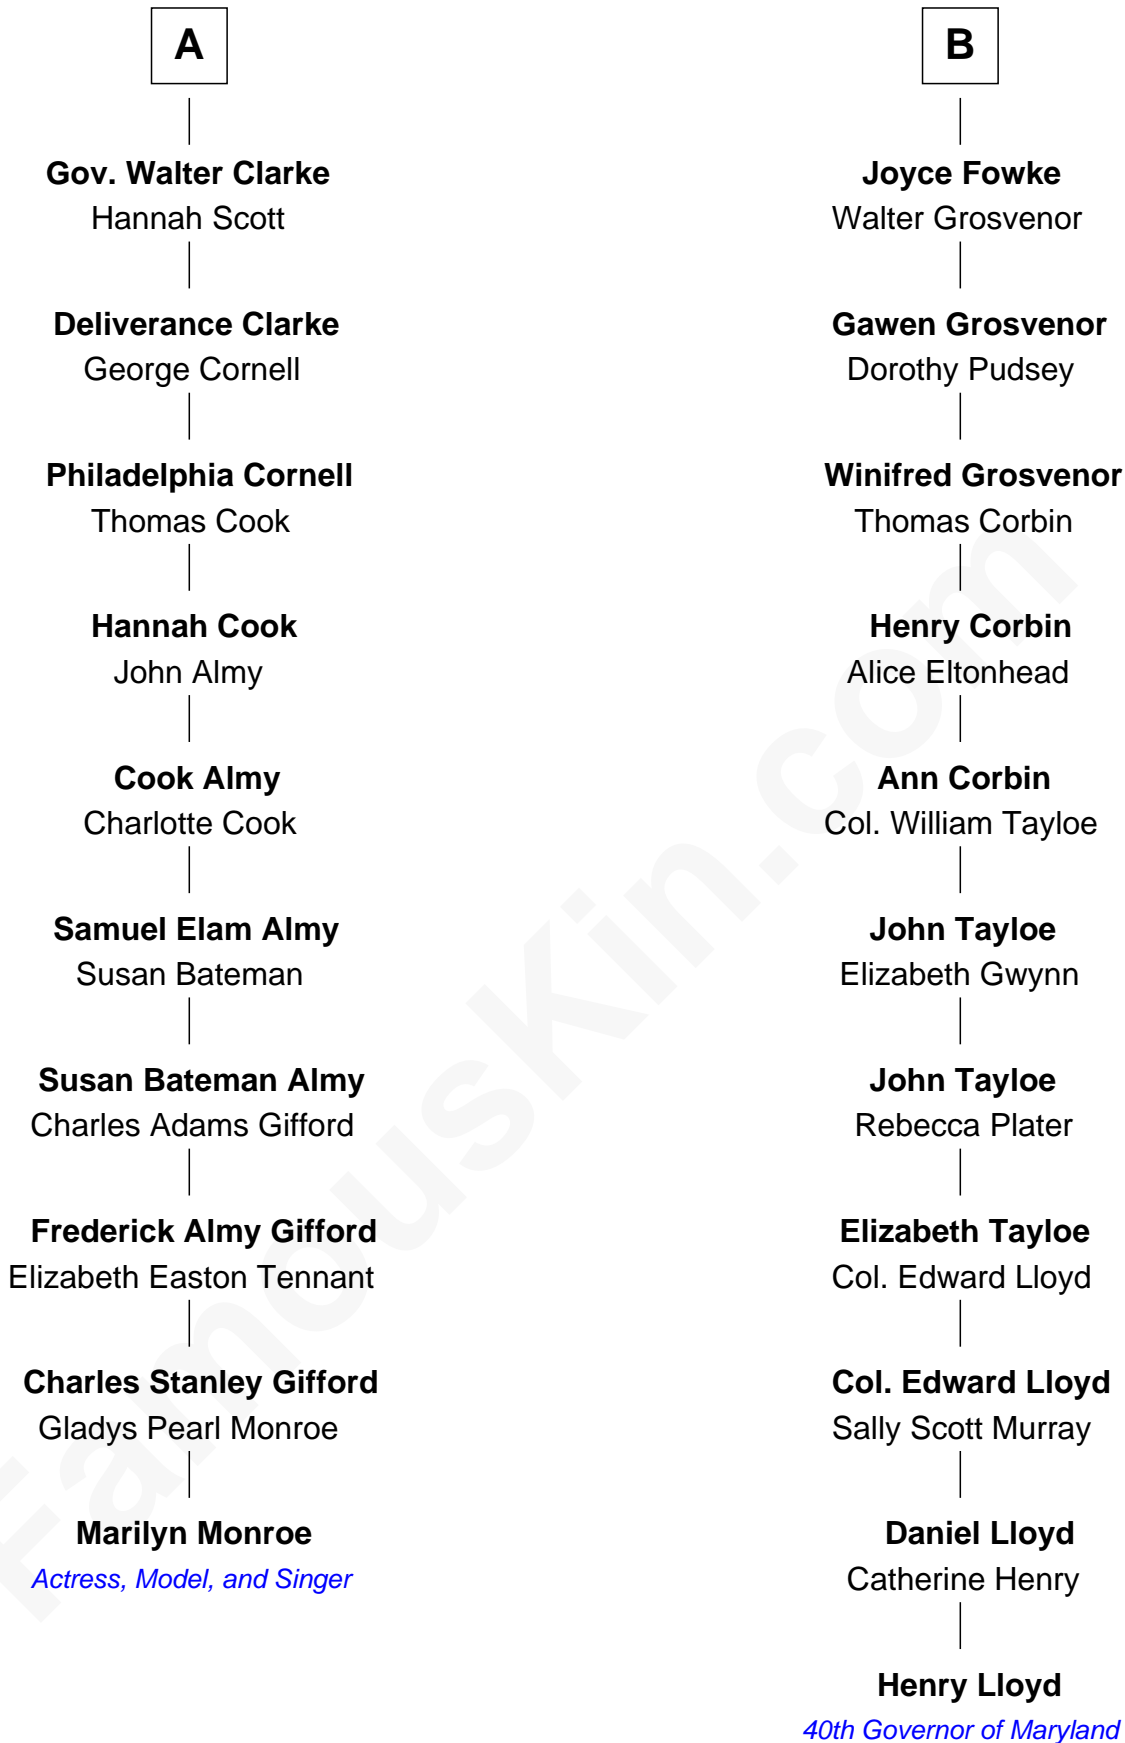 A
Gov. Walter Clarke
Hannah Scott
Deliverance Clarke
George Cornell
Philadelphia Cornell
Thomas Cook
Hannah Cook
John Almy
Cook Almy
Charlotte Cook
Samuel Elam Almy
Susan Bateman
Susan Bateman Almy
Charles Adams Gifford
Frederick Almy Gifford
Elizabeth Easton Tennant
Charles Stanley Gifford
Gladys Pearl Monroe
Marilyn Monroe
Actress, Model, and Singer
B
Joyce Fowke
Walter Grosvenor
Gawen Grosvenor
Dorothy Pudsey
Winifred Grosvenor
Thomas Corbin
Henry Corbin
Alice Eltonhead
Ann Corbin
Col. William Tayloe
John Tayloe
Elizabeth Gwynn
John Tayloe
Rebecca Plater
Elizabeth Tayloe
Col. Edward Lloyd
Col. Edward Lloyd
Sally Scott Murray
Daniel Lloyd
Catherine Henry
Henry Lloyd
40th Governor of Maryland
FamousKin.com